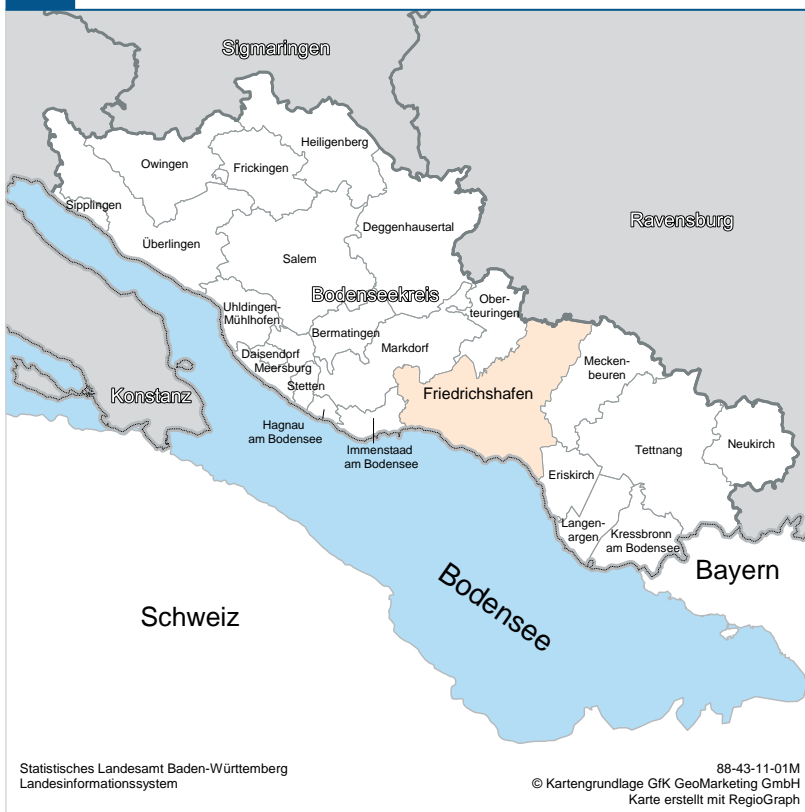 Sigmaringen
Heiligenberg
Owingen
Frickingen
Sipplingen
Ravensburg
Deggenhausertal
Überlingen
Salem
Bodenseekreis
Ober-
teuringen
Uhldingen-
Mühlhofen
Bermatingen
Markdorf
Daisendorf
Meersburg
Mecken-
beuren
Stetten
Friedrichshafen
Konstanz
Hagnau
am Bodensee
Immenstaad
am Bodensee
Tettnang
Neukirch
Eriskirch
Langen-
argen
Kressbronn
am Bodensee
Bayern
Bodensee
Schweiz
Statistisches Landesamt Baden-Württemberg
Landesinformationssystem
88-43-11-01M
© Kartengrundlage GfK GeoMarketing GmbH
Karte erstellt mit RegioGraph